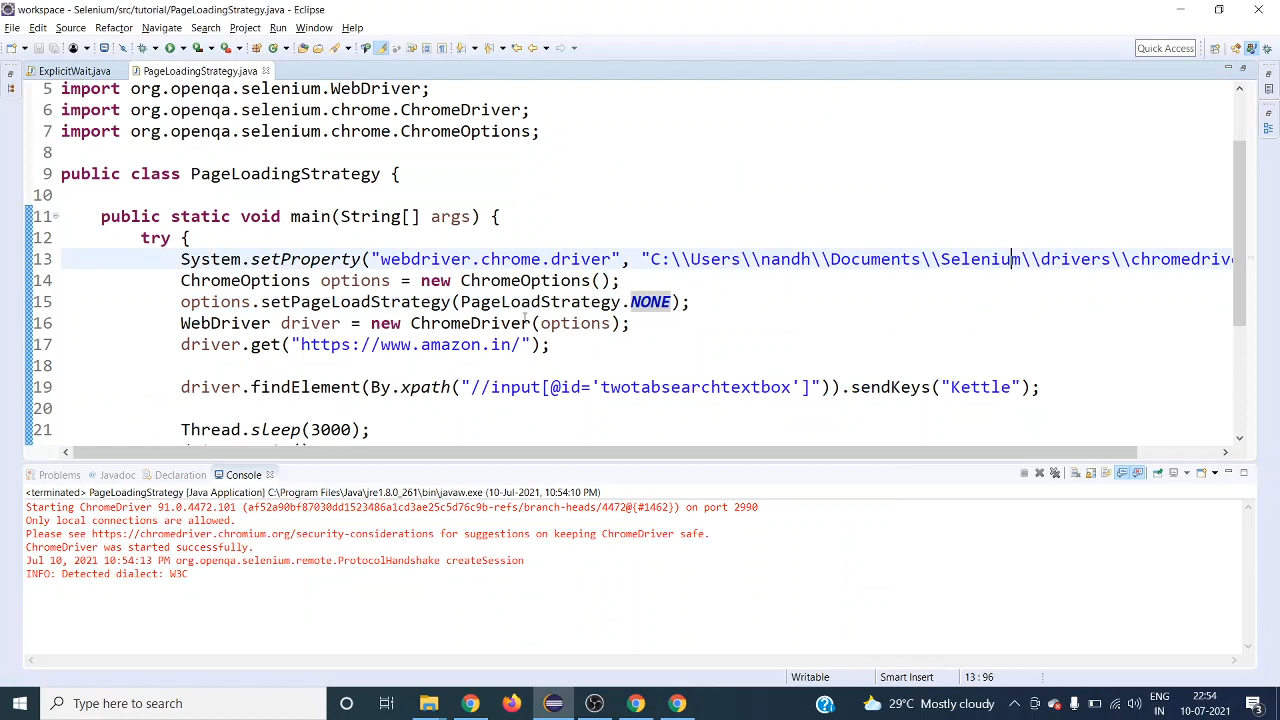 workspace - Selenium/src/tutorial/PageLoadingStrategy.java - Eclipse
File Edit Source Refactor Navigate Search Project Run Window Help
Quick Access
ExplicitWait.java PageLoadingStrategy.java
5 import org.openqa.selenium.WebDriver;
6 import org.openqa.selenium.chrome.ChromeDriver;
7 import org.openqa.selenium.chrome.ChromeOptions;
8
9 public class PageLoadingStrategy {
10
11 public static void main(String[] args) {
12 try {
13 System.setProperty("webdriver.chrome.driver", "C:\\Users\\nandh\\Documents\\Selenium\\drivers\\chromedrive
14 ChromeOptions options = new ChromeOptions();
15 options.setPageLoadStrategy(PageLoadStrategy.NONE);
16 WebDriver driver = new ChromeDriver(options);
17 driver.get("https://www.amazon.in/");
18
19 driver.findElement(By.xpath("//input[@id='twotabsearchtextbox']")).sendKeys("Kettle");
20
21 Thread.sleep(3000);
Problems Javadoc Declaration Console
<terminated> PageLoadingStrategy [Java Application] C:\Program Files\Java\jre1.8.0_261\bin\javaw.exe (10-Jul-2021, 10:54:10 PM)
Starting ChromeDriver 91.0.4472.101 (af52a90bf87030dd1523486a1cd3ae25c5d76c9b-refs/branch-heads/4472@{#1462}) on port 2990
Only local connections are allowed.
Please see https://chromedriver.chromium.org/security-considerations for suggestions on keeping ChromeDriver safe.
ChromeDriver was started successfully.
Jul 10, 2021 10:54:13 PM org.openqa.selenium.remote.ProtocolHandshake createSession
INFO: Detected dialect: W3C
Writable Smart Insert 13 : 96
Type here to search
29°C Mostly cloudy
ENG
IN
22:54
10-07-2021
3